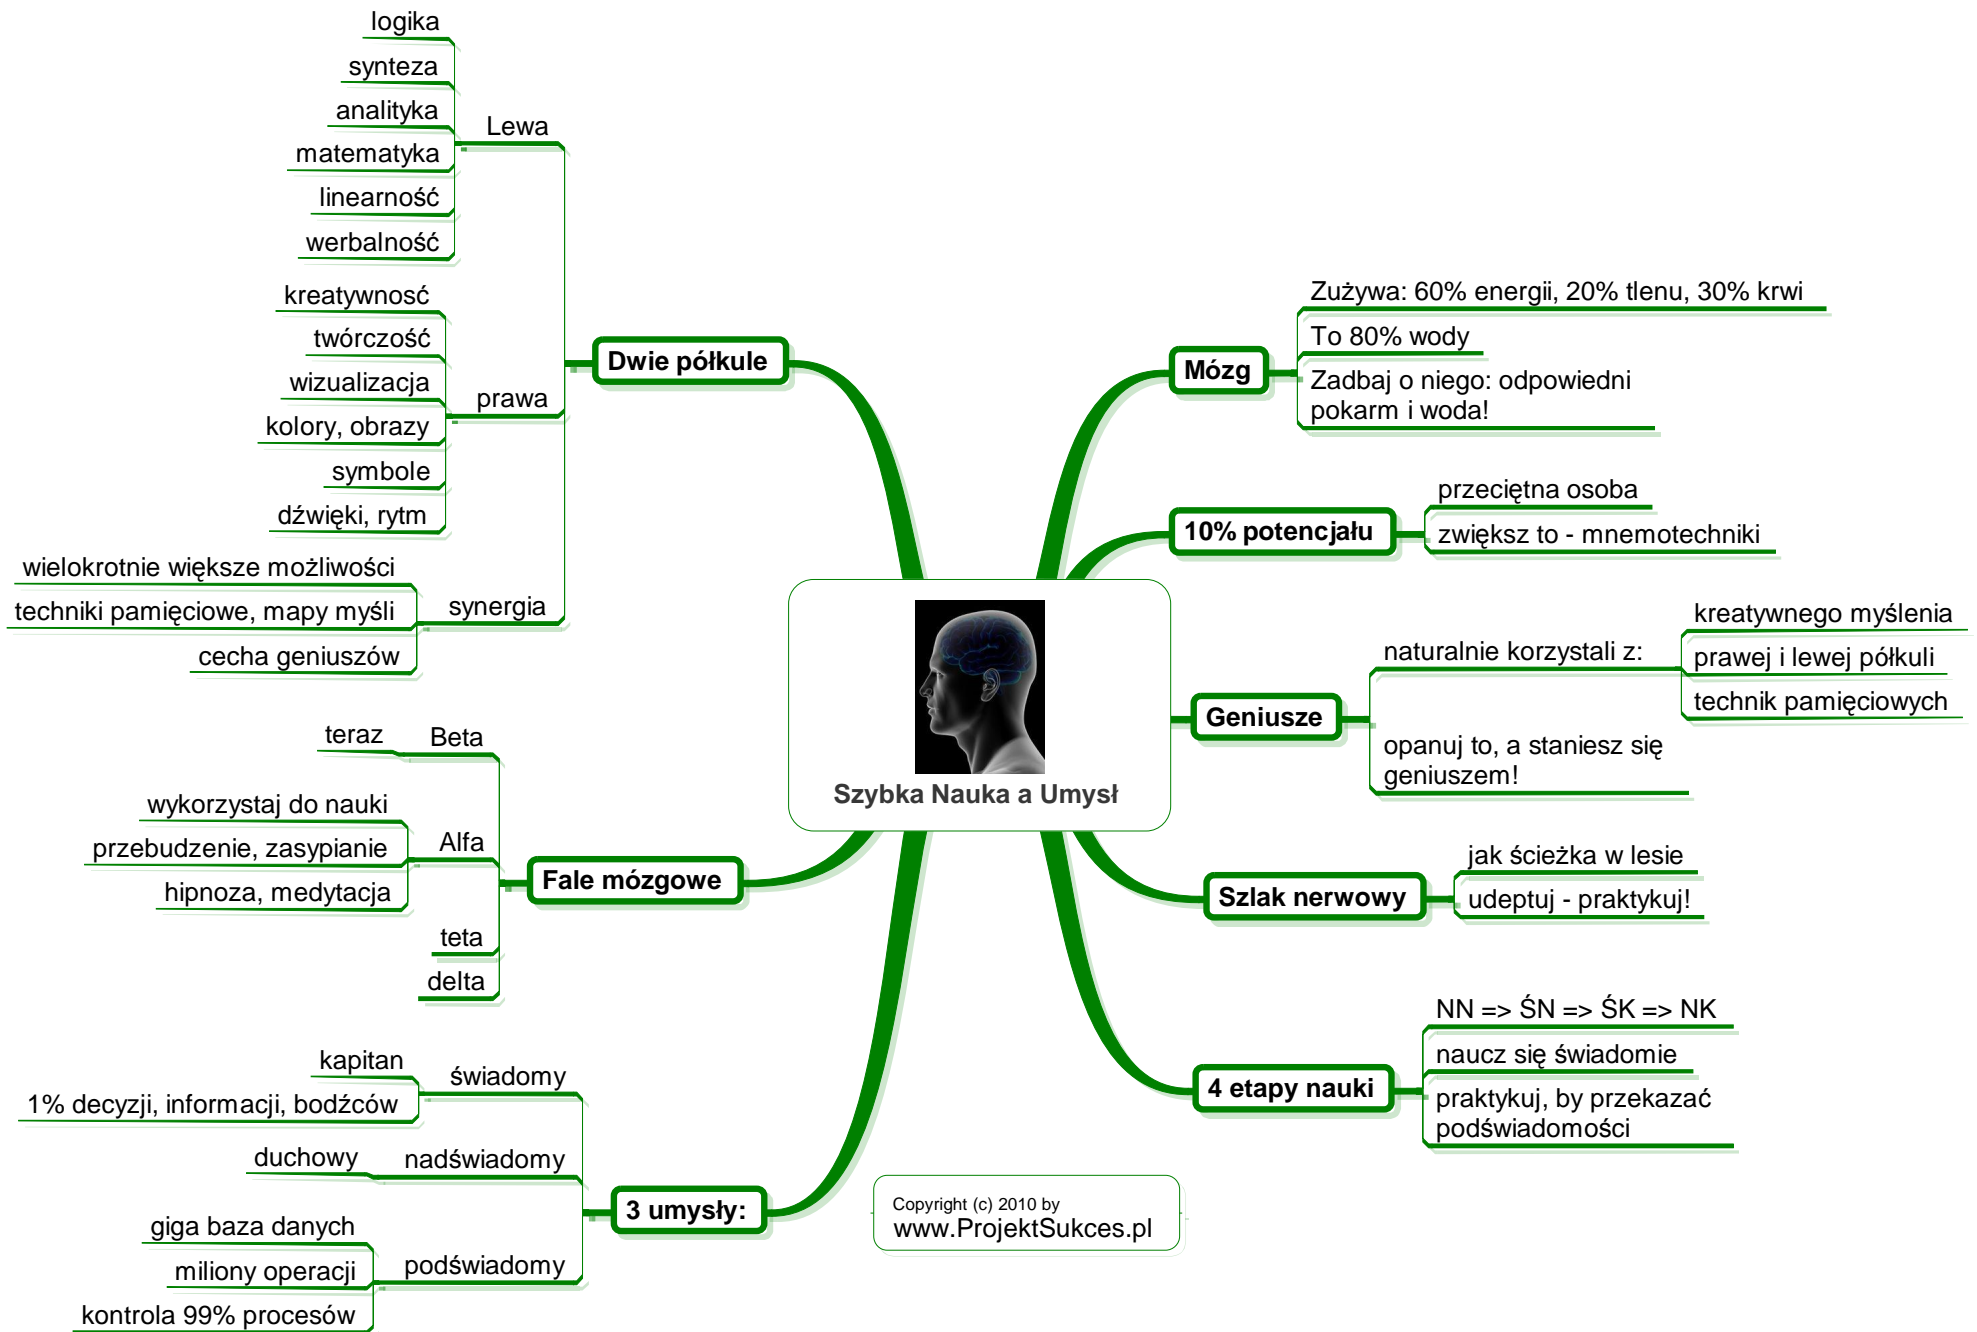 logika
synteza
analityka
matematyka
linearność
werbalność
Lewa
kreatywnosć
twórczość
wizualizacja
kolory, obrazy
symbole
dźwięki, rytm
prawa
wielokrotnie większe możliwości
techniki pamięciowe, mapy myśli
cecha geniuszów
synergia
Dwie półkule
teraz
Beta
wykorzystaj do nauki
przebudzenie, zasypianie
hipnoza, medytacja
Alfa
teta
delta
Fale mózgowe
kapitan
1% decyzji, informacji, bodźców
świadomy
duchowy
nadświadomy
giga baza danych
miliony operacji
kontrola 99% procesów
podświadomy
3 umysły:
Szybka Nauka a Umysł
Mózg
Zużywa: 60% energii, 20% tlenu, 30% krwi
To 80% wody
Zadbaj o niego: odpowiedni
pokarm i woda!
10% potencjału
przeciętna osoba
zwiększ to - mnemotechniki
Geniusze
naturalnie korzystali z:
kreatywnego myślenia
prawej i lewej półkuli
technik pamięciowych
opanuj to, a staniesz się
geniuszem!
Szlak nerwowy
jak ścieżka w lesie
udeptuj - praktykuj!
4 etapy nauki
NN => ŚN => ŚK => NK
naucz się świadomie
praktykuj, by przekazać
podświadomości
Copyright (c) 2010 by
www.ProjektSukces.pl